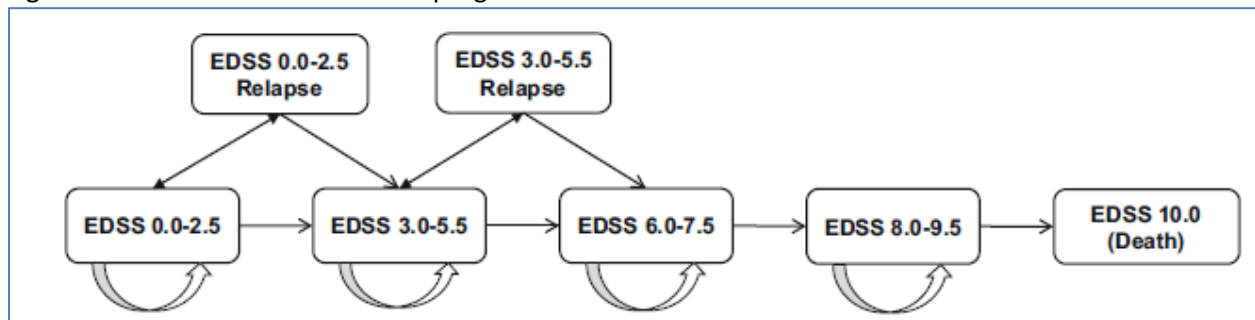 EDSS 0.0-2.5
Relapse
EDSS 3.0-5.5
Relapse
EDSS 0.0-2.5
EDSS 3.0-5.5
EDSS 6.0-7.5
EDSS 8.0-9.5
EDSS 10.0
(Death)